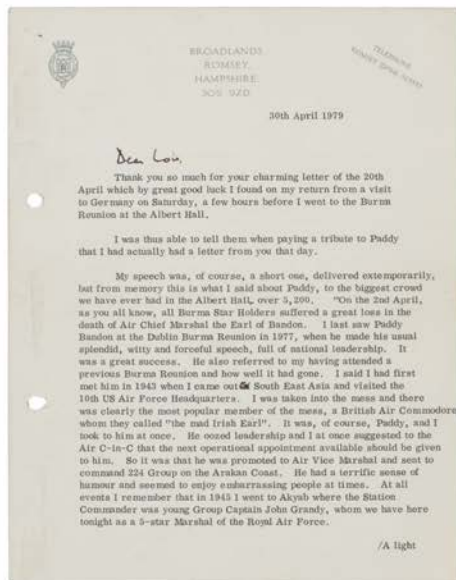 BROADLANDS,
ROMSEY,
HAMPSHIRE.
SO5 9ZD.
TELEPHONE
ROMSEY
30th April 1979
Dear Lois,
Thank you so much for your charming letter of the 20th
April which by great good luck I found on my return from a visit
to Germany on Saturday, a few hours before I went to the Burma
Reunion at the Albert Hall.
I was thus able to tell them when paying a tribute to Paddy
that I had actually had a letter from you that day.
My speech was, of course, a short one, delivered extemporarily,
but from memory this is what I said about Paddy, to the biggest crowd
we have ever had in the Albert Hall, over 5,200. "On the 2nd April,
as you all know, all Burma Star Holders suffered a great loss in the
death of Air Chief Marshal the Earl of Bandon. I last saw Paddy
Bandon at the Dublin Burma Reunion in 1977, when he made his usual
splendid, witty and forceful speech, full of national leadership. It
was a great success. He also referred to my having attended a
previous Burma Reunion and how well it had gone. I said I had first
met him in 1943 when I came out South East Asia and visited the
10th US Air Force Headquarters. I was taken into the mess and there
was clearly the most popular member of the mess, a British Air Commodore
whom they called "the mad Irish Earl". It was, of course, Paddy, and I
took to him at once. He oozed leadership and I at once suggested to the
Air C-in-C that the next operational appointment available should be given
to him. So it was that he was promoted to Air Vice Marshal and sent to
command 224 Group on the Arakan Coast. He had a terrific sense of
humour and seemed to enjoy embarrassing people at times. At all
events I remember that in 1945 I went to Akyab where the Station
Commander was young Group Captain John Grandy, whom we have here
tonight as a 5-star Marshal of the Royal Air Force.
/A light